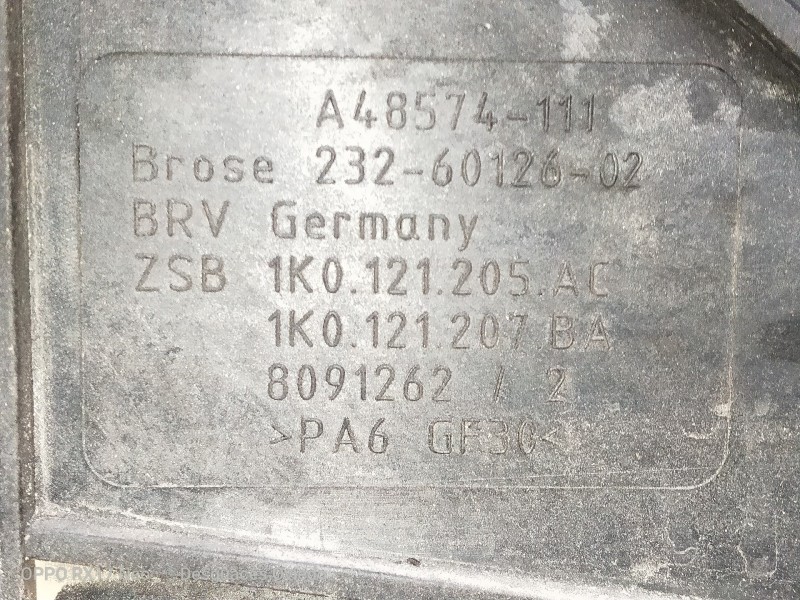 A48574-111
Brose 232-60126-02
BRV Germany
ZSB 1K0.121.205.AC
1K0.121.207 BA
8091262 / 2
>PA6 GF30<
OPPO